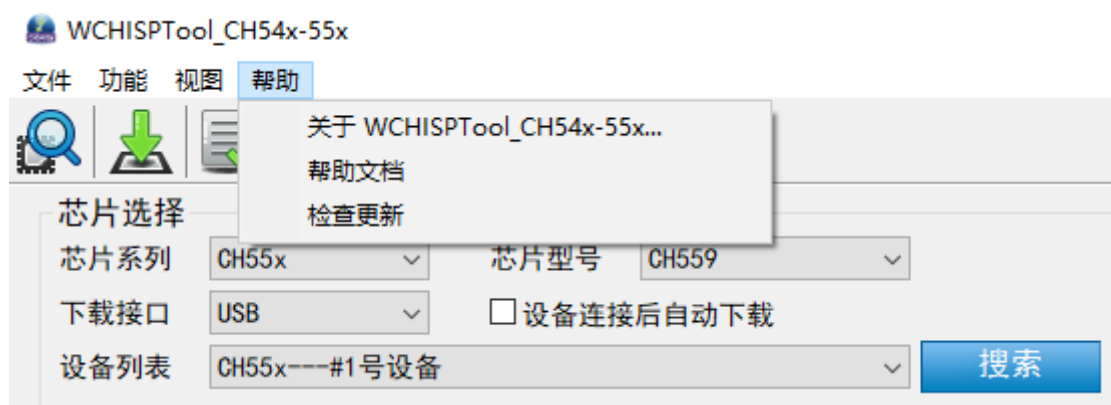 WCHISPTool_CH54x-55x
文件 功能 视图 帮助
关于 WCHISPTool_CH54x-55x...
帮助文档
检查更新
芯片选择
芯片系列 CH55x 芯片型号 CH559
下载接口 USB 设备连接后自动下载
设备列表 CH55x---#1号设备 搜索